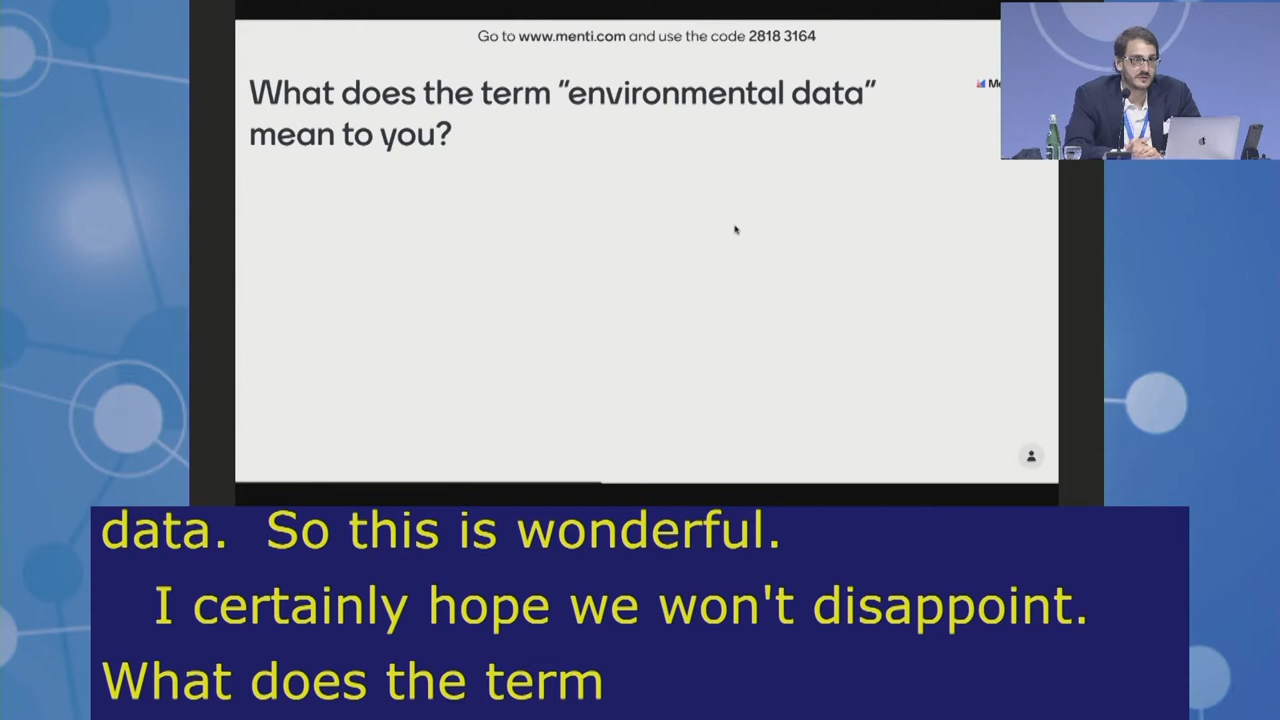 Go to www.menti.com and use the code 2818 3164
What does the term "environmental data"
mean to you?
data. So this is wonderful.
I certainly hope we won't disappoint.
What does the term